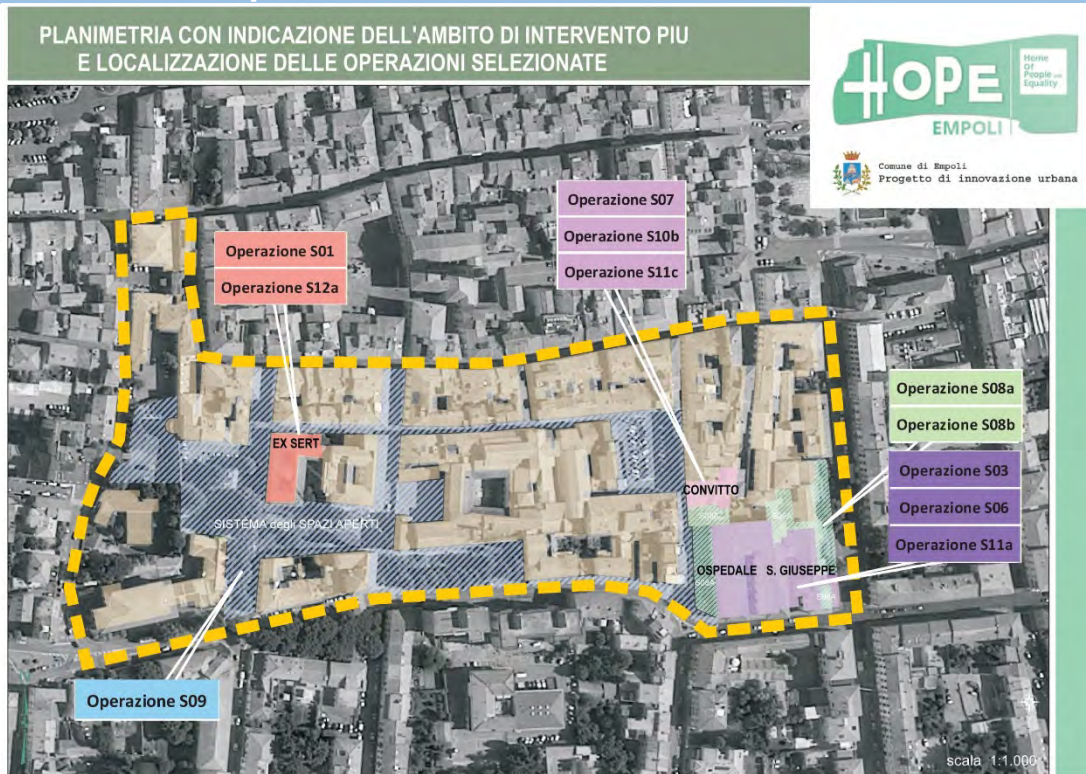 PLANIMETRIA CON INDICAZIONE DELL'AMBITO DI INTERVENTO PIU
E LOCALIZZAZIONE DELLE OPERAZIONI SELEZIONATE
HOPE
EMPOLI
Home
Of
People and
Equality
Comune di Empoli
Progetto di innovazione urbana
Operazione S07
Operazione S10b
Operazione S11c
Operazione S01
Operazione S12a
Operazione S08a
Operazione S08b
Operazione S03
Operazione S06
Operazione S11a
EX SERT
CONVITTO
SISTEMA degli SPAZI APERTI
OSPEDALE S. GIUSEPPE
Operazione S09
scala 1:1.000